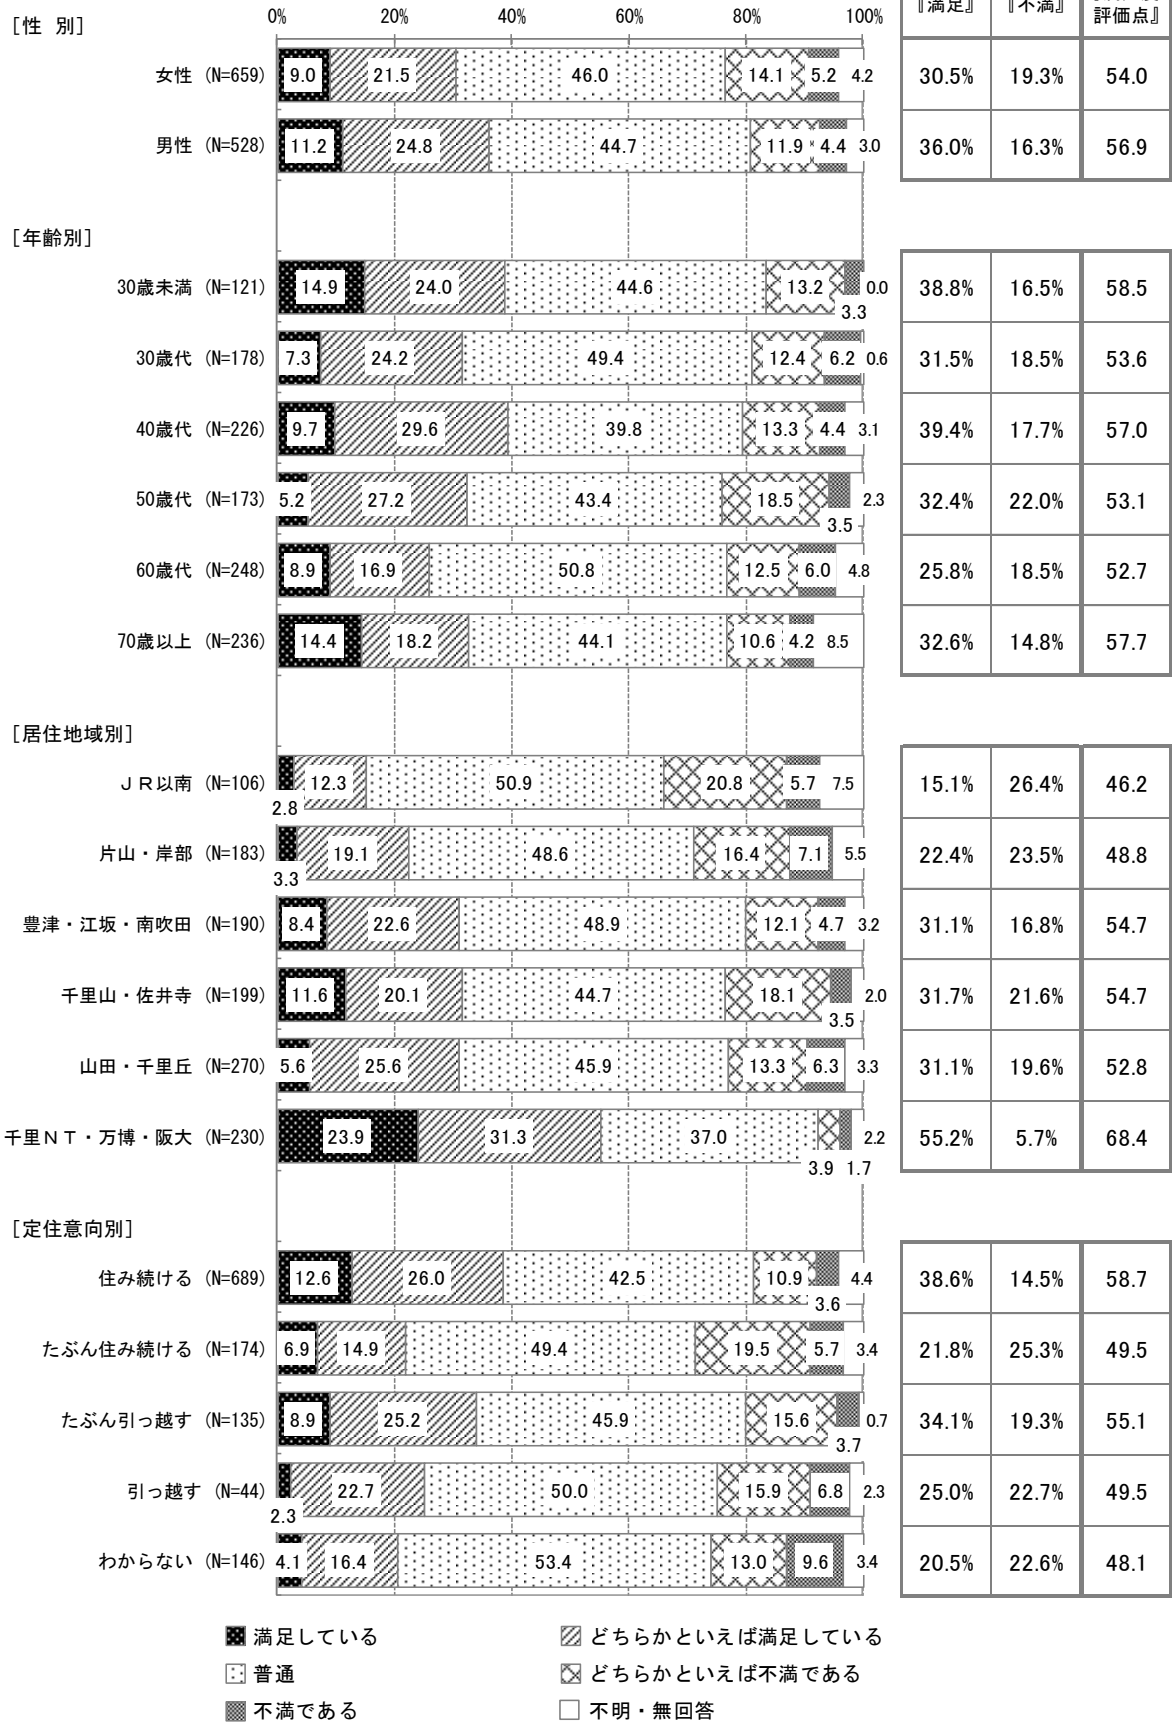 『満足』 『不満』
評価点』
0% 20% 40% 60% 80% 100%
[性 別]
女性 (N=659) 9.0 21.5 46.0 14.1 5.2 4.2 30.5% 19.3% 54.0
男性 (N=528) 11.2 24.8 44.7 11.9 4.4 3.0 36.0% 16.3% 56.9
[年齢別]
30歳未満 (N=121) 14.9 24.0 44.6 13.2 3.3 0.0 38.8% 16.5% 58.5
30歳代 (N=178) 7.3 24.2 49.4 12.4 6.2 0.6 31.5% 18.5% 53.6
40歳代 (N=226) 9.7 29.6 39.8 13.3 4.4 3.1 39.4% 17.7% 57.0
50歳代 (N=173) 5.2 27.2 43.4 18.5 3.5 2.3 32.4% 22.0% 53.1
60歳代 (N=248) 8.9 16.9 50.8 12.5 6.0 4.8 25.8% 18.5% 52.7
70歳以上 (N=236) 14.4 18.2 44.1 10.6 4.2 8.5 32.6% 14.8% 57.7
[居住地域別]
ＪＲ以南 (N=106) 2.8 12.3 50.9 20.8 5.7 7.5 15.1% 26.4% 46.2
片山・岸部 (N=183) 3.3 19.1 48.6 16.4 7.1 5.5 22.4% 23.5% 48.8
豊津・江坂・南吹田 (N=190) 8.4 22.6 48.9 12.1 4.7 3.2 31.1% 16.8% 54.7
千里山・佐井寺 (N=199) 11.6 20.1 44.7 18.1 3.5 2.0 31.7% 21.6% 54.7
山田・千里丘 (N=270) 5.6 25.6 45.9 13.3 6.3 3.3 31.1% 19.6% 52.8
千里ＮＴ・万博・阪大 (N=230) 23.9 31.3 37.0 3.9 1.7 2.2 55.2% 5.7% 68.4
[定住意向別]
住み続ける (N=689) 12.6 26.0 42.5 10.9 3.6 4.4 38.6% 14.5% 58.7
たぶん住み続ける (N=174) 6.9 14.9 49.4 19.5 5.7 3.4 21.8% 25.3% 49.5
たぶん引っ越す (N=135) 8.9 25.2 45.9 15.6 3.7 0.7 34.1% 19.3% 55.1
引っ越す (N=44) 2.3 22.7 50.0 15.9 6.8 2.3 25.0% 22.7% 49.5
わからない (N=146) 4.1 16.4 53.4 13.0 9.6 3.4 20.5% 22.6% 48.1
満足している どちらかといえば満足している
普通 どちらかといえば不満である
不満である 不明・無回答